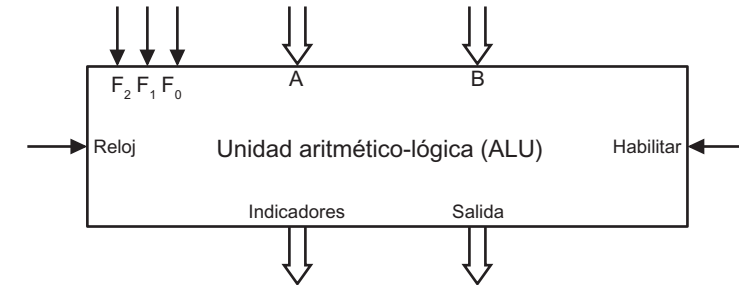 F₂ F₁ F₀ A B
Reloj Unidad aritmético-lógica (ALU) Habilitar
Indicadores Salida